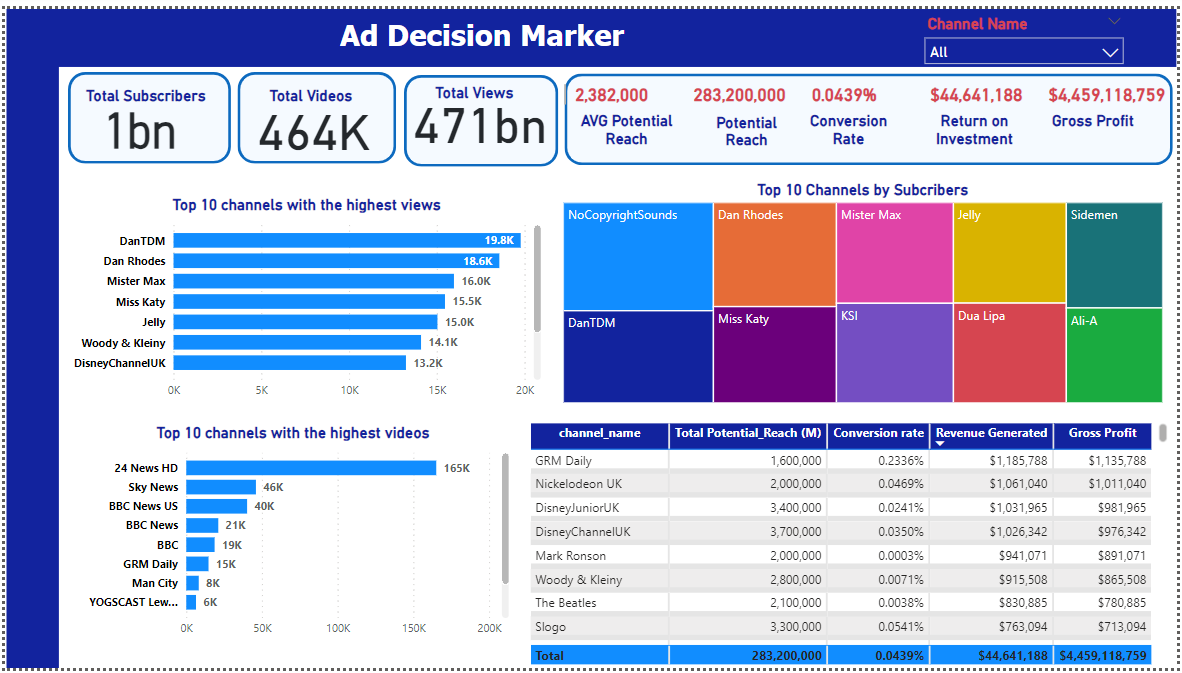 Ad Decision Marker
Channel Name
All
Total Subscribers
1bn
Total Videos
464K
Total Views
471bn
2,382,000
AVG Potential
Reach
283,200,000
Potential
Reach
0.0439%
Conversion
Rate
$44,641,188
Return on
Investment
$4,459,118,759
Gross Profit
Top 10 channels with the highest views
DanTDM 19.8K
Dan Rhodes 18.6K
Mister Max 16.0K
Miss Katy 15.5K
Jelly 15.0K
Woody & Kleiny 14.1K
DisneyChannelUK 13.2K
0K 5K 10K 15K 20K
Top 10 Channels by Subcribers
NoCopyrightSounds Dan Rhodes Mister Max Jelly Sidemen
DanTDM Miss Katy KSI Dua Lipa Ali-A
Top 10 channels with the highest videos
24 News HD 165K
Sky News 46K
BBC News US 40K
BBC News 21K
BBC 19K
GRM Daily 15K
Man City 8K
YOGSCAST Lew... 6K
0K 50K 100K 150K 200K
channel_name Total Potential_Reach (M) Conversion rate Revenue Generated Gross Profit
GRM Daily 1,600,000 0.2336% $1,185,788 $1,135,788
Nickelodeon UK 2,000,000 0.0469% $1,061,040 $1,011,040
DisneyJuniorUK 3,400,000 0.0241% $1,031,965 $981,965
DisneyChannelUK 3,700,000 0.0350% $1,026,342 $976,342
Mark Ronson 2,000,000 0.0003% $941,071 $891,071
Woody & Kleiny 2,800,000 0.0071% $915,508 $865,508
The Beatles 2,100,000 0.0038% $830,885 $780,885
Slogo 3,300,000 0.0541% $763,094 $713,094
Total 283,200,000 0.0439% $44,641,188 $4,459,118,759